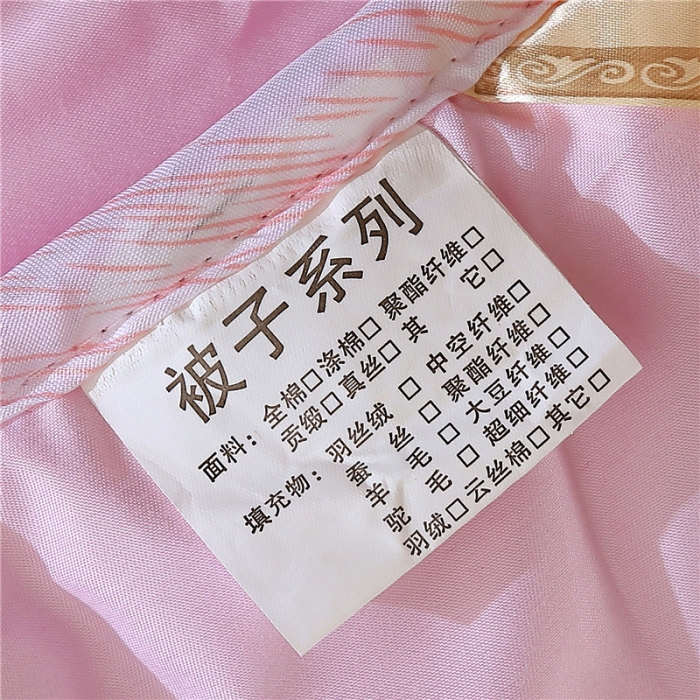 被子系列
面料：全棉□涤棉□聚酯纤维□
贡缎□真丝□其 它□
填充物：羽丝绒 □ 中空纤维□
蚕 丝 □ 聚酯纤维□
羊 毛 □ 大豆纤维□
驼 毛 □ 超细纤维□
羽绒□云丝棉□其它□